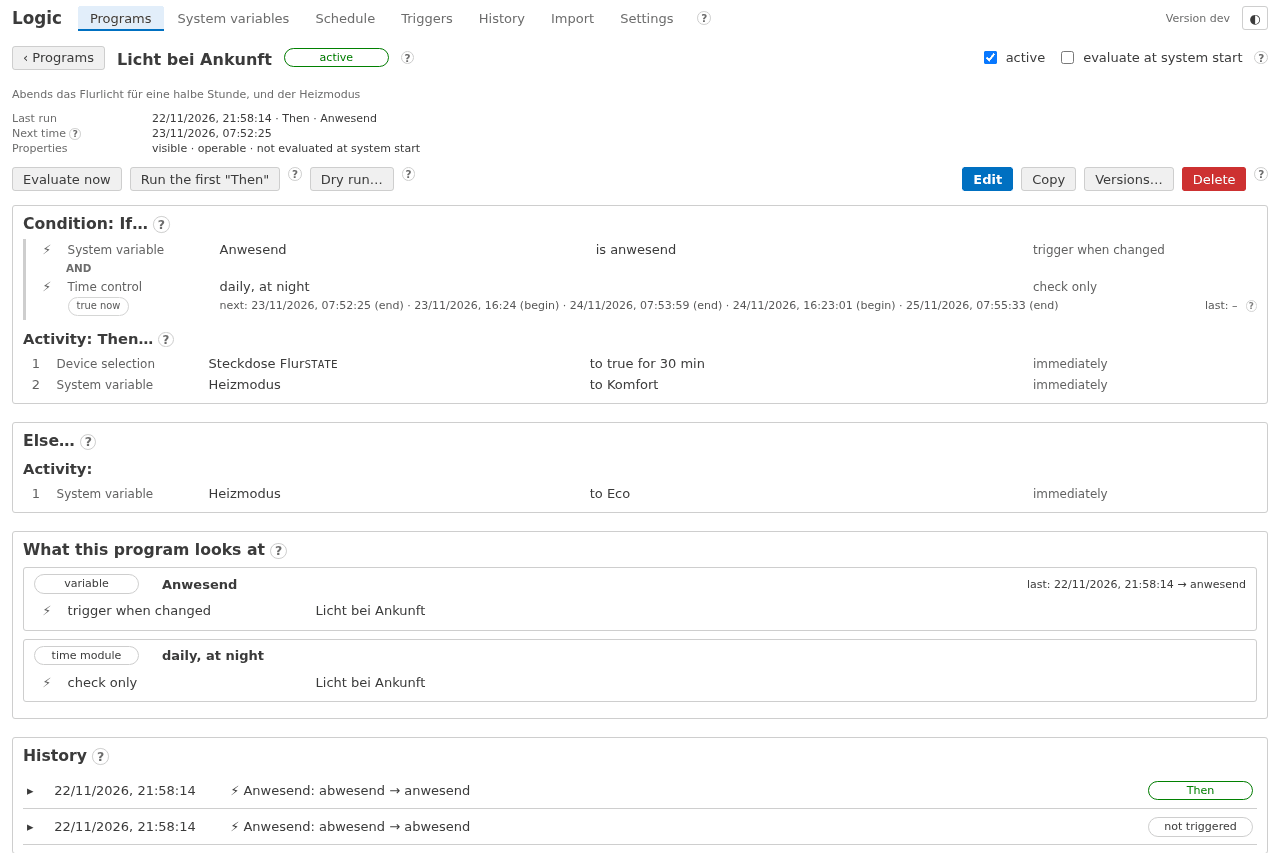 Logic Programs System variables Schedule Triggers History Import Settings ? Version dev ◐
‹ Programs Licht bei Ankunft active ? active evaluate at system start ?
Abends das Flurlicht für eine halbe Stunde, und der Heizmodus
Last run 22/11/2026, 21:58:14 · Then · Anwesend
Next time ? 23/11/2026, 07:52:25
Properties visible · operable · not evaluated at system start
Evaluate now Run the first "Then" ? Dry run… ? Edit Copy Versions… Delete ?
Condition: If… ?
⚡ System variable Anwesend is anwesend trigger when changed
AND
⚡ Time control daily, at night check only
true now next: 23/11/2026, 07:52:25 (end) · 23/11/2026, 16:24 (begin) · 24/11/2026, 07:53:59 (end) · 24/11/2026, 16:23:01 (begin) · 25/11/2026, 07:55:33 (end) last: – ?
Activity: Then… ?
1 Device selection Steckdose FlurSTATE to true for 30 min immediately
2 System variable Heizmodus to Komfort immediately
Else… ?
Activity:
1 System variable Heizmodus to Eco immediately
What this program looks at ?
variable Anwesend last: 22/11/2026, 21:58:14 → anwesend
⚡ trigger when changed Licht bei Ankunft
time module daily, at night
⚡ check only Licht bei Ankunft
History ?
▸ 22/11/2026, 21:58:14 ⚡ Anwesend: abwesend → anwesend Then
▸ 22/11/2026, 21:58:14 ⚡ Anwesend: abwesend → abwesend not triggered